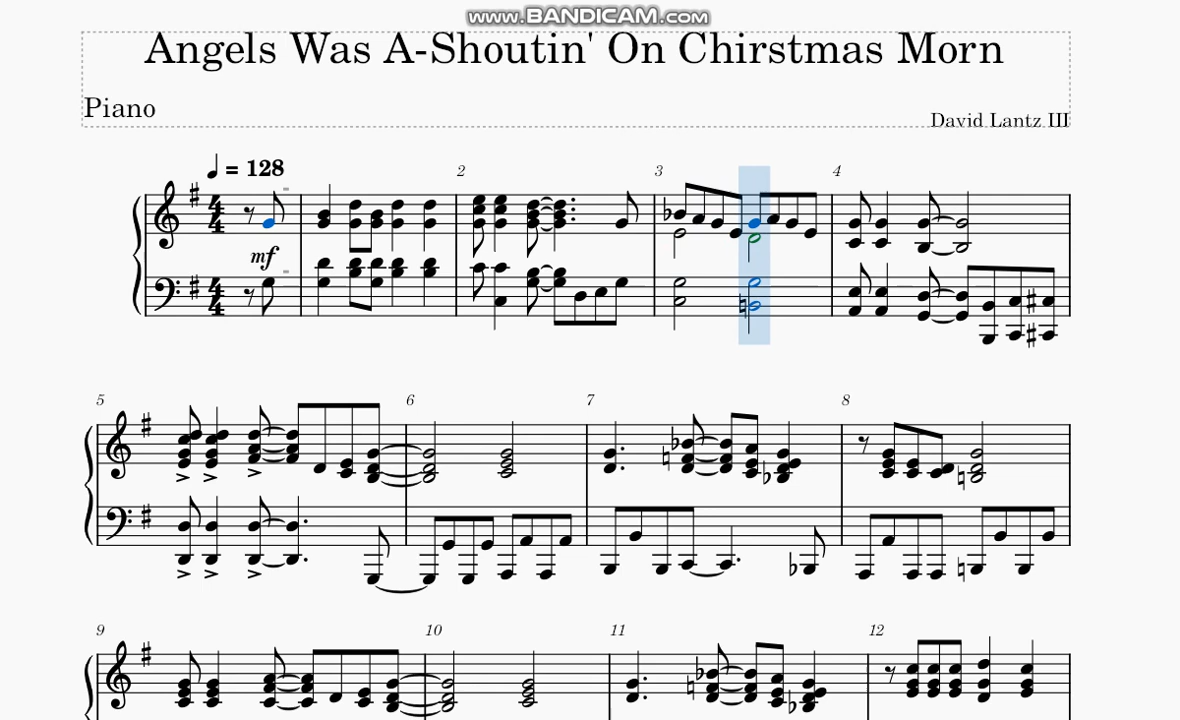 www.BANDICAM.com
Angels Was A-Shoutin' On Chirstmas Morn
Piano
David Lantz III
♩ = 128
2
3
4
mf
5
6
7
8
9
10
11
12